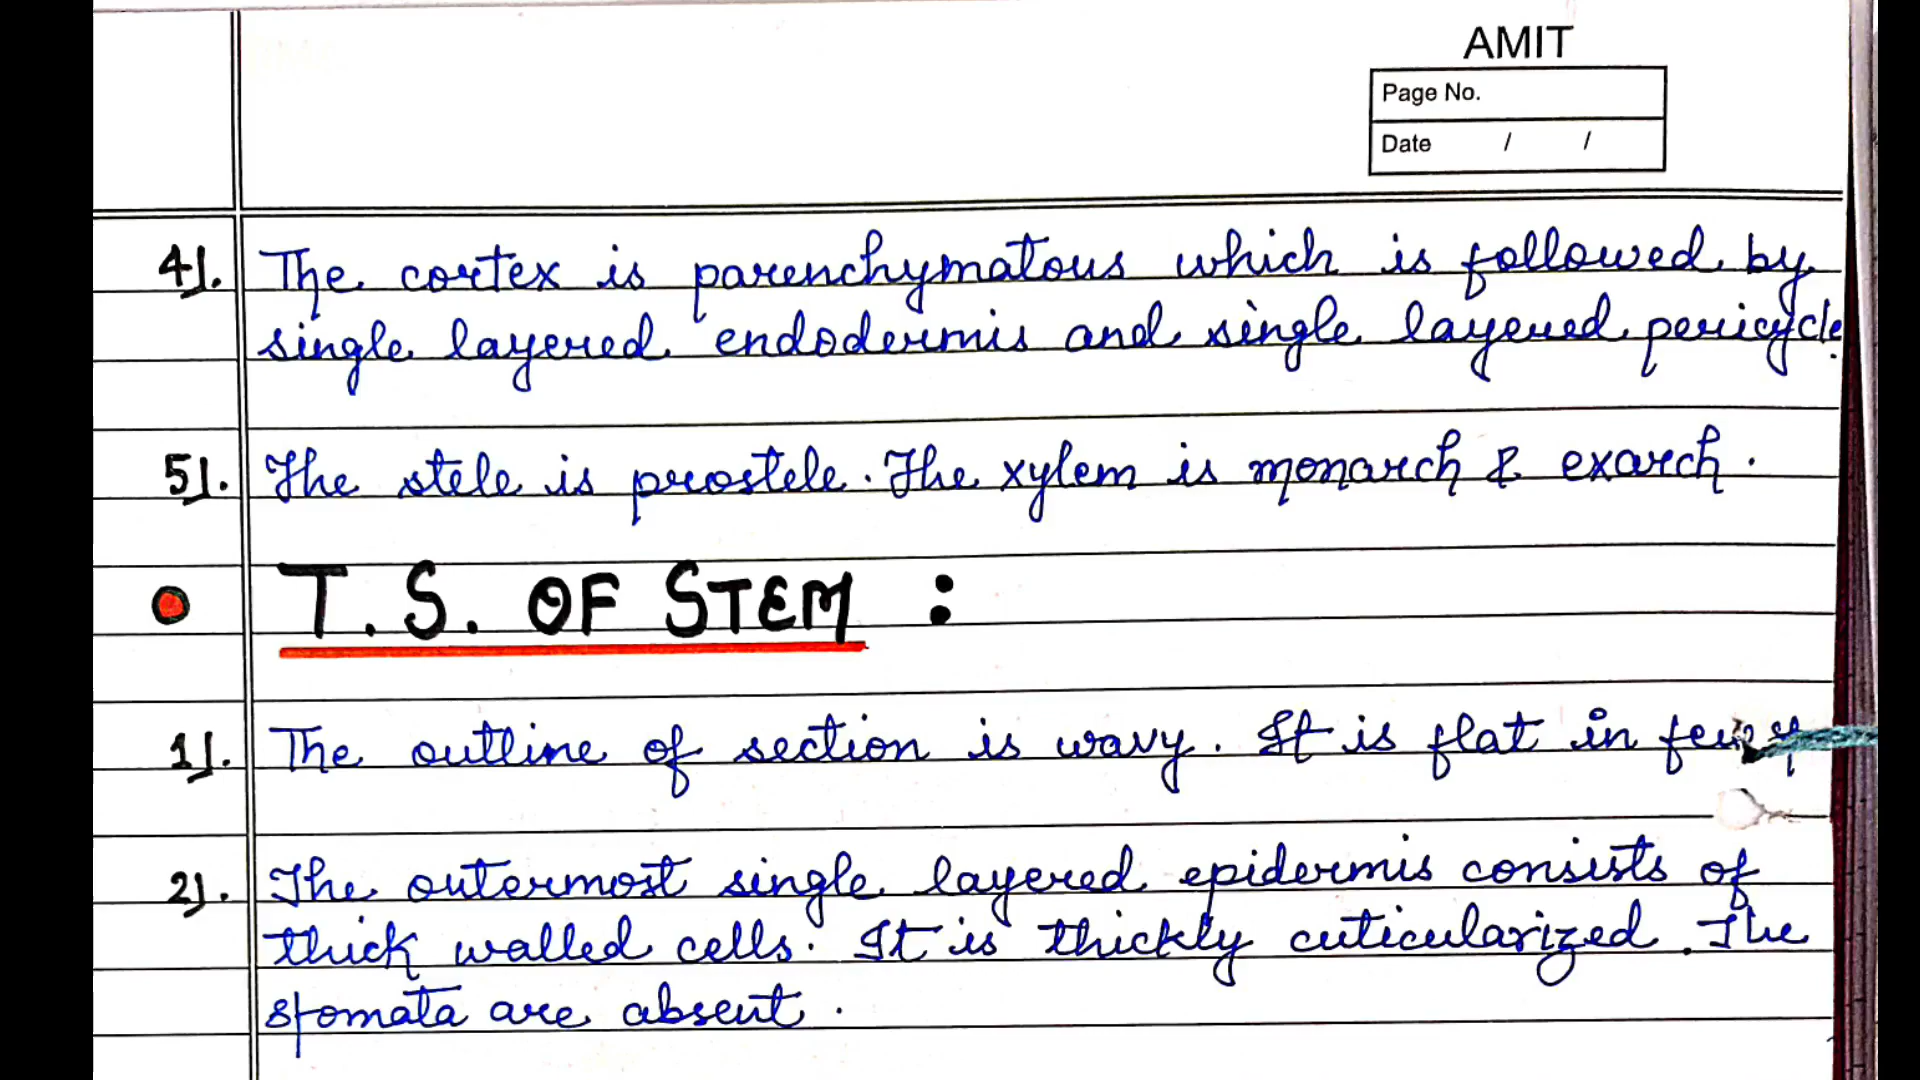 AMIT
Page No.
Date / /
4). The cortex is parenchymatous which is followed by
single layered endodermis and single layered pericycle.
5). The stele is prostele. The xylem is monarch & exarch.
• T. S. OF STEM :
1). The outline of section is wavy. It is flat in
2). The outermost single layered epidermis consists of
thick walled cells. It is thickly cuticularized. The
stomata are absent.